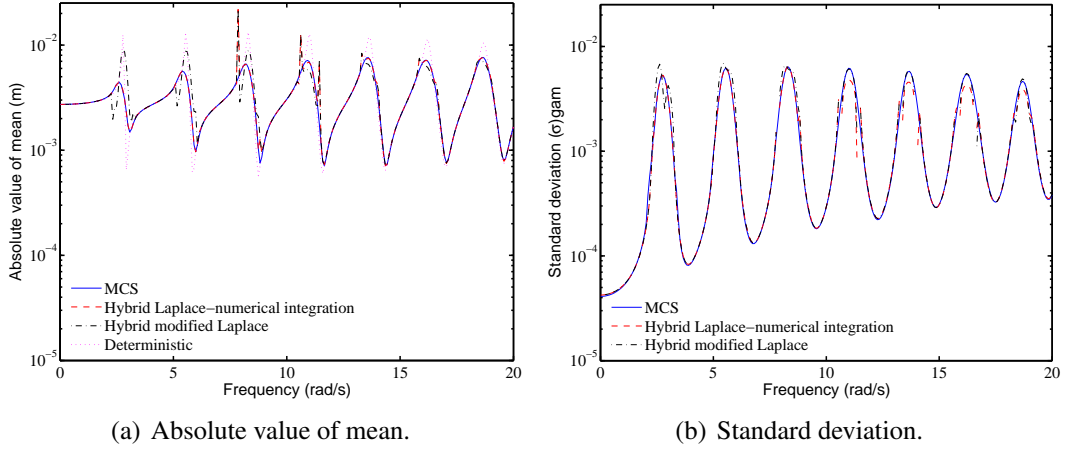 10⁻²
10⁻³
10⁻⁴
10⁻⁵
Absolute value of mean (m)
MCS
Hybrid Laplace−numerical integration
Hybrid modified Laplace
Deterministic
0 5 10 15 20
Frequency (rad/s)
(a) Absolute value of mean.
10⁻²
10⁻³
10⁻⁴
10⁻⁵
Standard deviation (σ)gam
MCS
Hybrid Laplace−numerical integration
Hybrid modified Laplace
0 5 10 15 20
Frequency (rad/s)
(b) Standard deviation.